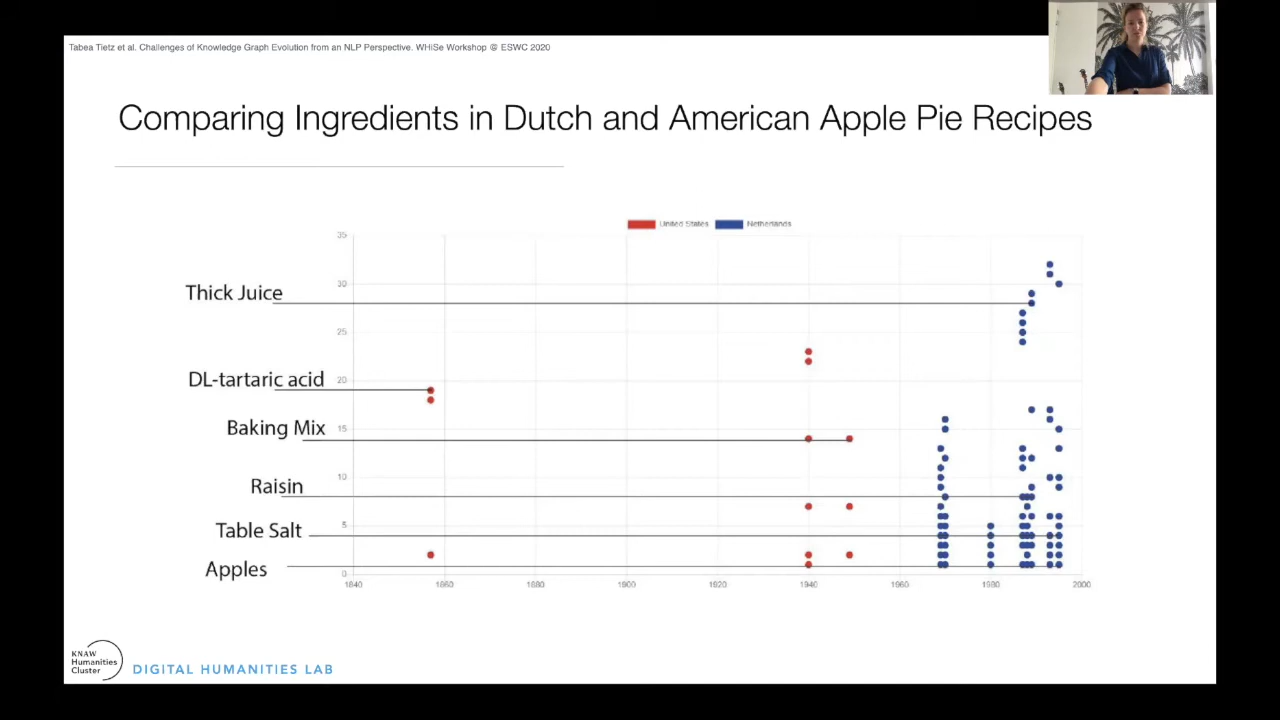 Tabea Tietz et al. Challenges of Knowledge Graph Evolution from an NLP Perspective. WHiSe Workshop @ ESWC 2020
Comparing Ingredients in Dutch and American Apple Pie Recipes
United States Netherlands
35
Thick Juice
30
25
DL-tartaric acid
20
Baking Mix
15
Raisin
10
Table Salt
5
Apples
0
1840 1860 1880 1900 1920 1940 1960 1980 2000
KNAW
Humanities
Cluster
DIGITAL HUMANITIES LAB